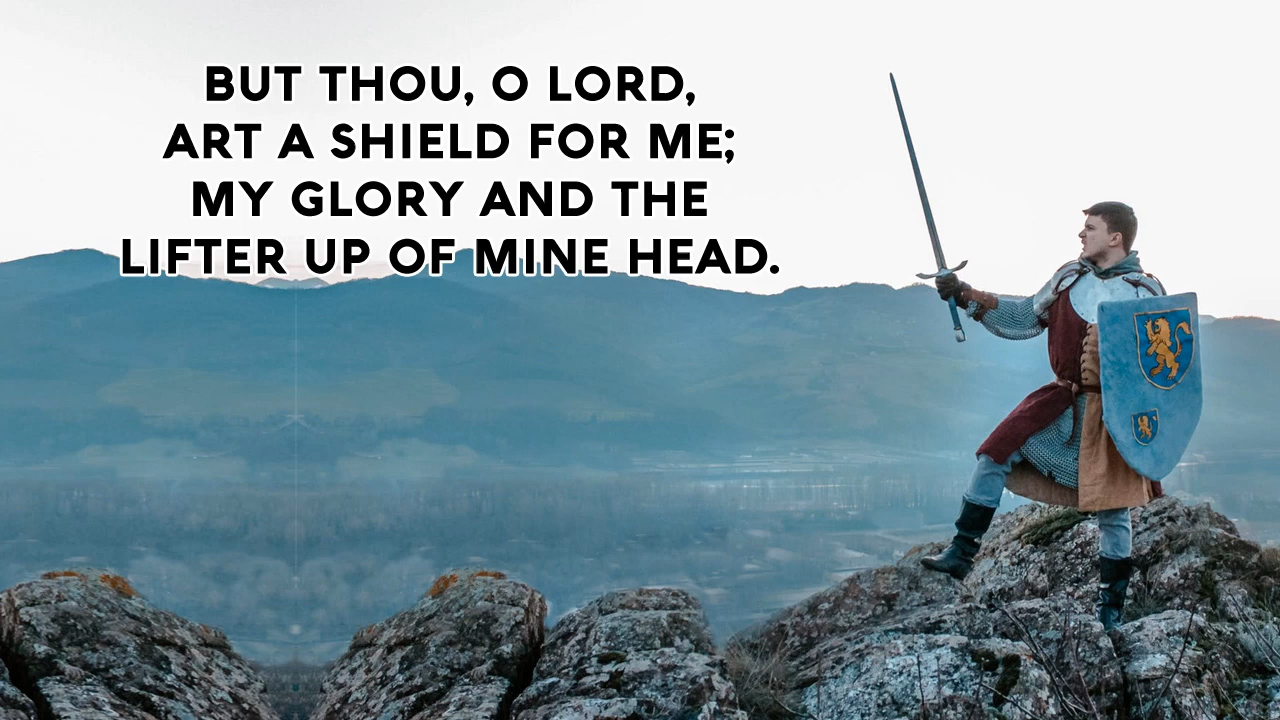 BUT THOU, O LORD,
ART A SHIELD FOR ME;
MY GLORY AND THE
LIFTER UP OF MINE HEAD.